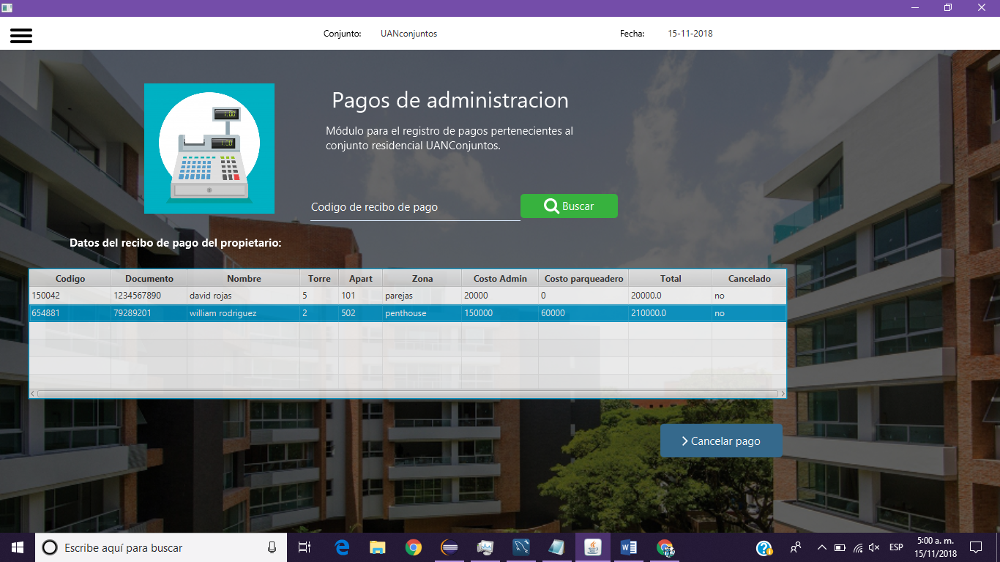 Conjunto: UANconjuntos Fecha: 15-11-2018
1.00
1.00
Pagos de administracion
Módulo para el registro de pagos pertenecientes al
conjunto residencial UANConjuntos.
Codigo de recibo de pago Buscar
Datos del recibo de pago del propietario:
Codigo Documento Nombre Torre Apart Zona Costo Admin Costo parqueadero Total Cancelado
150042 1234567890 david rojas 5 101 parejas 20000 0 20000.0 no
654881 79289201 william rodriguez 2 502 penthouse 150000 60000 210000.0 no
Cancelar pago
Escribe aquí para buscar ESP 5:00 a. m.
15/11/2018